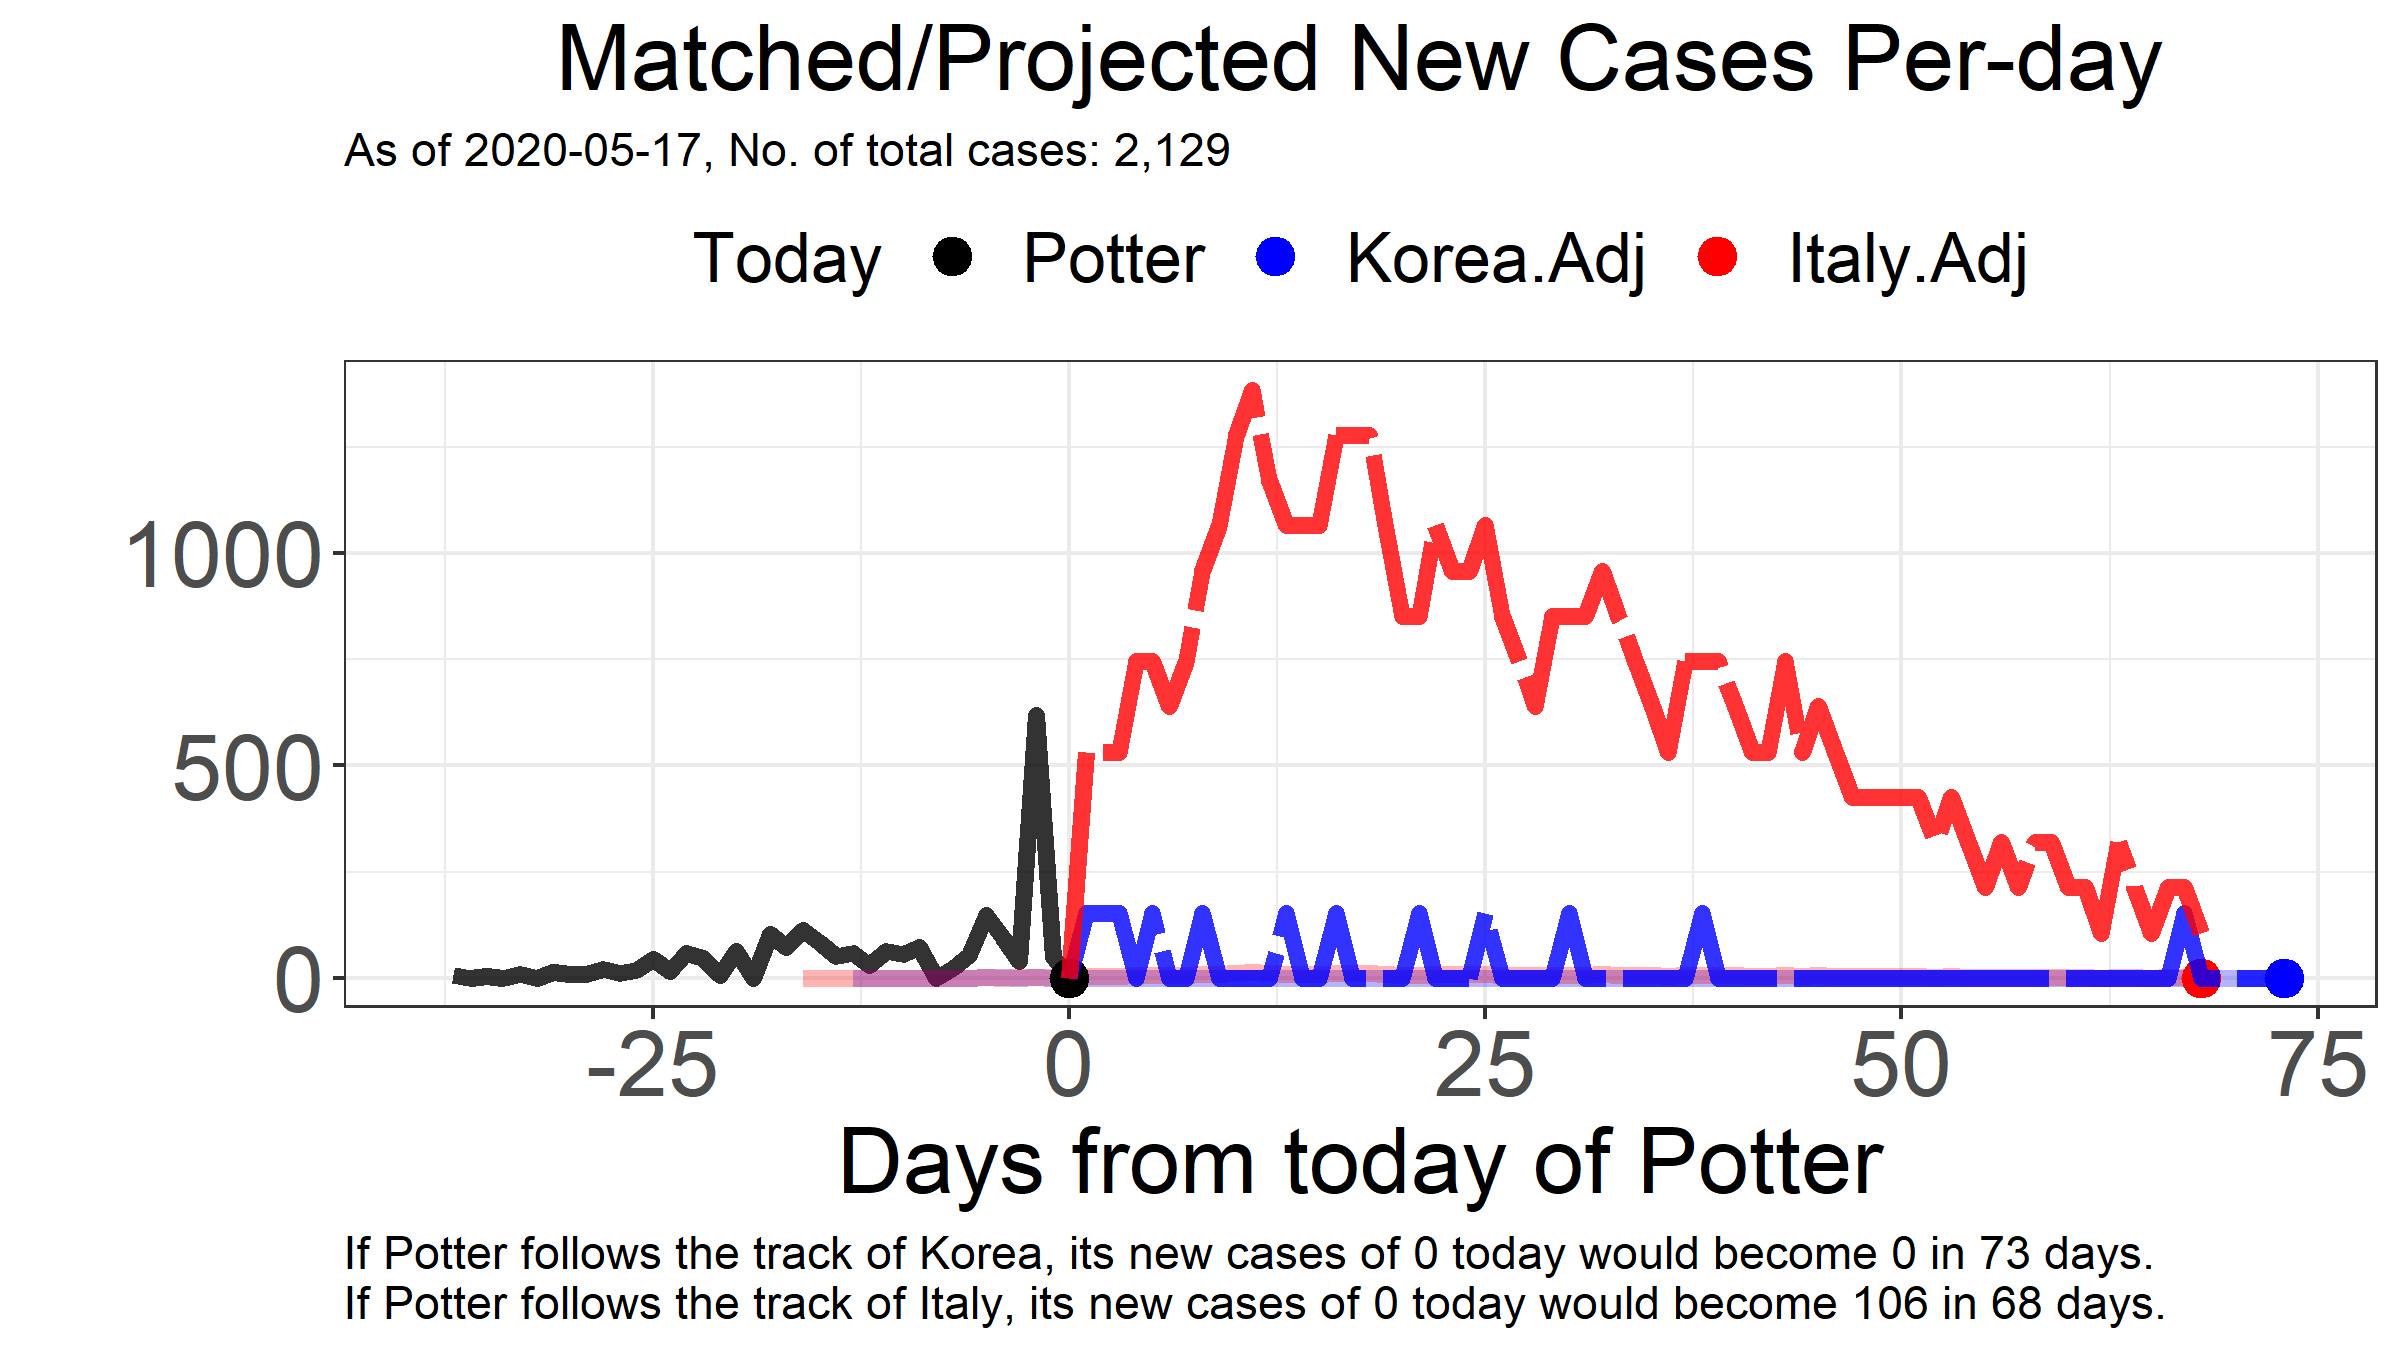 Matched/Projected New Cases Per-day
As of 2020-05-17, No. of total cases: 2,129
Today Potter Korea.Adj Italy.Adj
1000
500
0
-25 0 25 50 75
Days from today of Potter
If Potter follows the track of Korea, its new cases of 0 today would become 0 in 73 days.
If Potter follows the track of Italy, its new cases of 0 today would become 106 in 68 days.